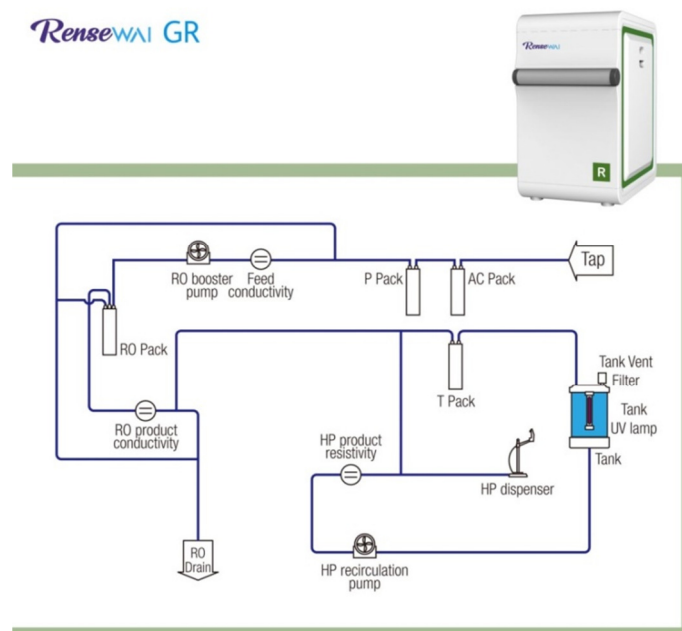 RenseWAI GR
RenseWAI
R
Tap
RO booster
pump
Feed
conductivity
P Pack
AC Pack
RO Pack
T Pack
Tank Vent
Filter
Tank
UV lamp
Tank
RO product
conductivity
HP product
resistivity
HP dispenser
RO
Drain
HP recirculation
pump